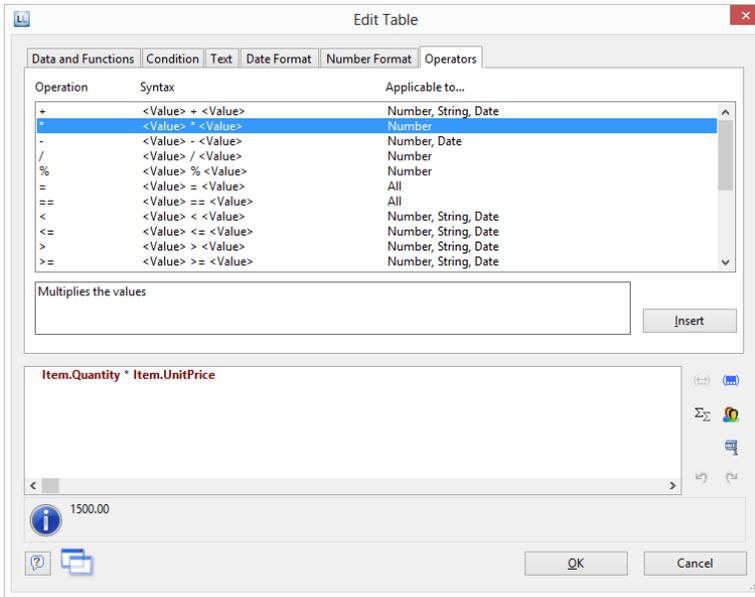 Edit Table
Data and Functions Condition Text Date Format Number Format Operators
Operation Syntax Applicable to...
+ <Value> + <Value> Number, String, Date
* <Value> * <Value> Number
- <Value> - <Value> Number, Date
/ <Value> / <Value> Number
% <Value> % <Value> Number
= <Value> = <Value> All
== <Value> == <Value> All
< <Value> < <Value> Number, String, Date
<= <Value> <= <Value> Number, String, Date
> <Value> > <Value> Number, String, Date
>= <Value> >= <Value> Number, String, Date
Multiplies the values
Insert
Item.Quantity * Item.UnitPrice
1500.00
OK Cancel